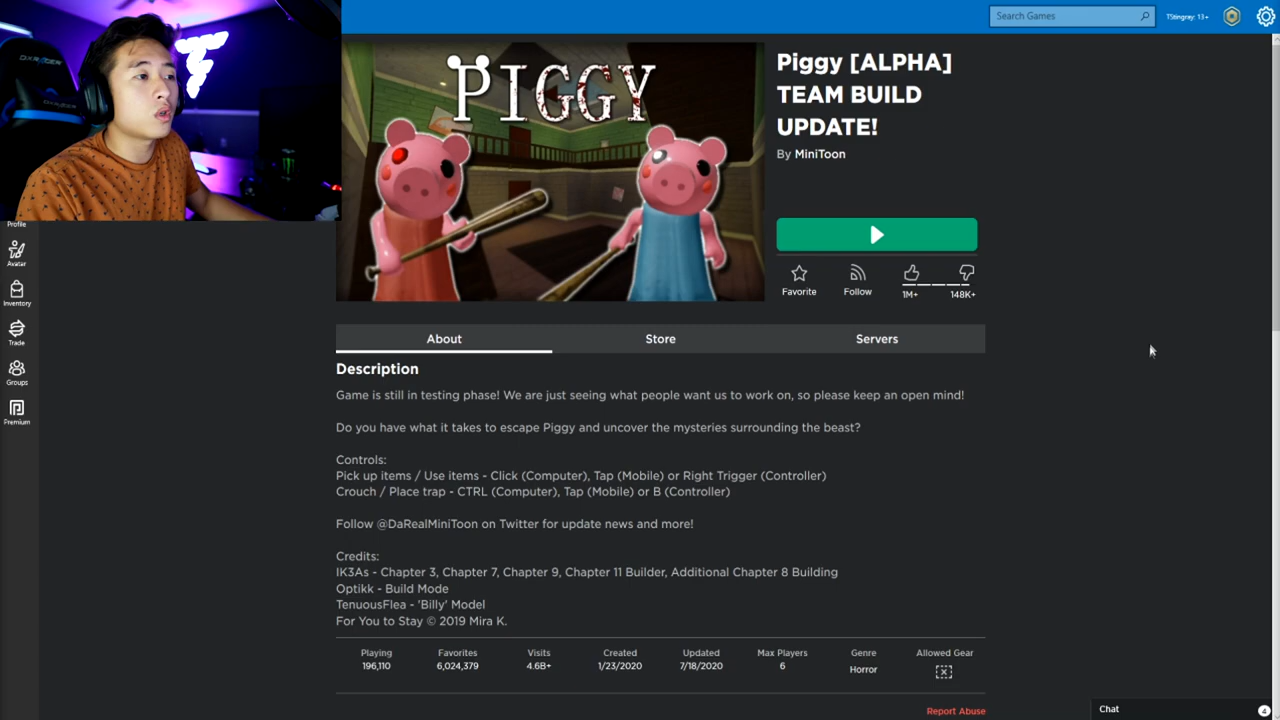 DXRACER
Search Games
TStingray: 13+
PIGGY
Piggy [ALPHA]
TEAM BUILD
UPDATE!
By MiniToon
Favorite
Follow
1M+
148K+
Profile
Avatar
Inventory
Trade
Groups
Premium
About
Store
Servers
Description
Game is still in testing phase! We are just seeing what people want us to work on, so please keep an open mind!
Do you have what it takes to escape Piggy and uncover the mysteries surrounding the beast?
Controls:
Pick up items / Use items - Click (Computer), Tap (Mobile) or Right Trigger (Controller)
Crouch / Place trap - CTRL (Computer), Tap (Mobile) or B (Controller)
Follow @DaRealMiniToon on Twitter for update news and more!
Credits:
IK3As - Chapter 3, Chapter 7, Chapter 9, Chapter 11 Builder, Additional Chapter 8 Building
Optikk - Build Mode
TenuousFlea - 'Billy' Model
For You to Stay © 2019 Mira K.
Playing
Favorites
Visits
Created
Updated
Max Players
Genre
Allowed Gear
196,110
6,024,379
4.6B+
1/23/2020
7/18/2020
6
Horror
Report Abuse
Chat
4